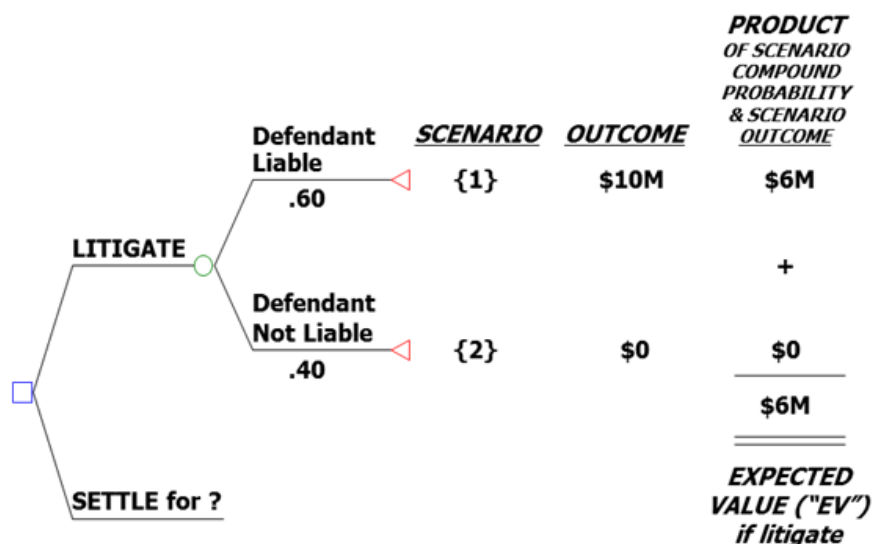 PRODUCT
OF SCENARIO
COMPOUND
PROBABILITY
& SCENARIO
OUTCOME
SCENARIO
OUTCOME
Defendant
Liable
.60
{1}
$10M
$6M
LITIGATE
+
Defendant
Not Liable
.40
{2}
$0
$0
$6M
SETTLE for ?
EXPECTED
VALUE ("EV")
if litigate